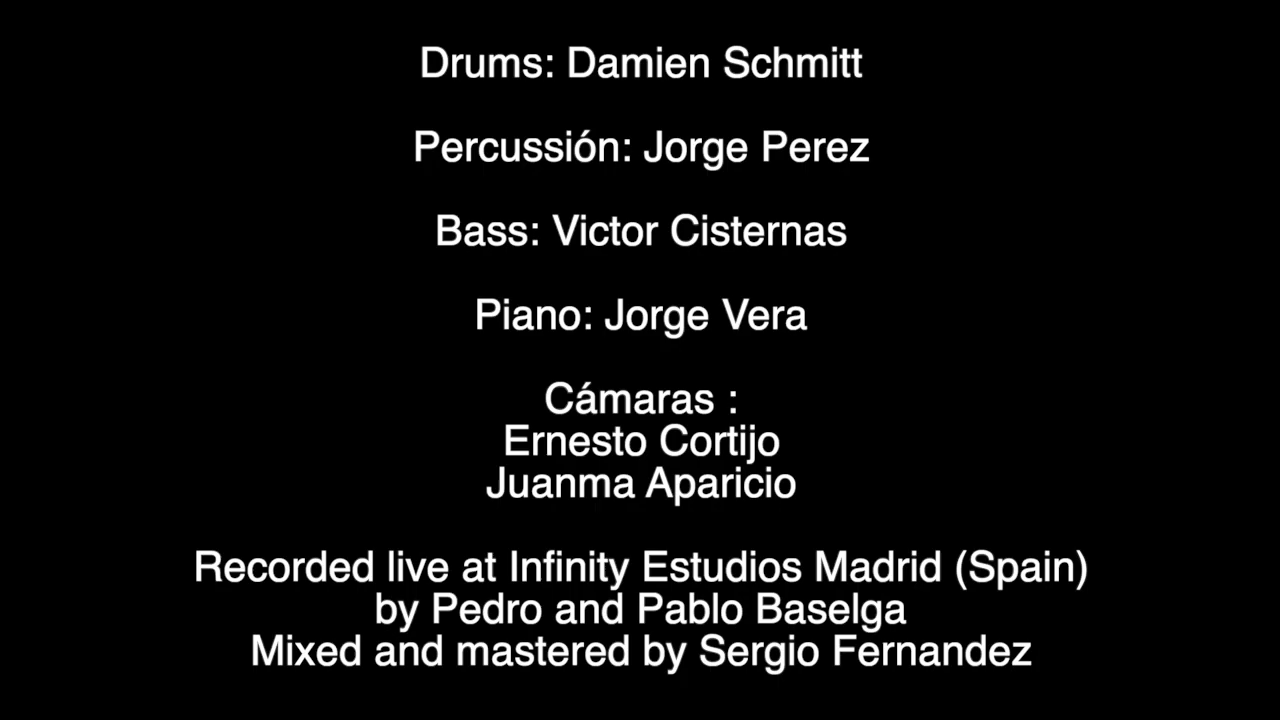 Drums: Damien Schmitt
Percussión: Jorge Perez
Bass: Victor Cisternas
Piano: Jorge Vera
Cámaras :
Ernesto Cortijo
Juanma Aparicio
Recorded live at Infinity Estudios Madrid (Spain)
by Pedro and Pablo Baselga
Mixed and mastered by Sergio Fernandez